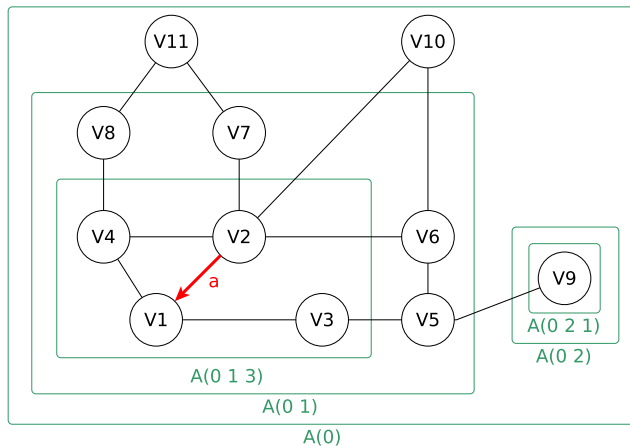 V11
V10
V8
V7
V4
V2
V6
a
V9
V1
V3
V5
A(0 2 1)
A(0 2)
A(0 1 3)
A(0 1)
A(0)